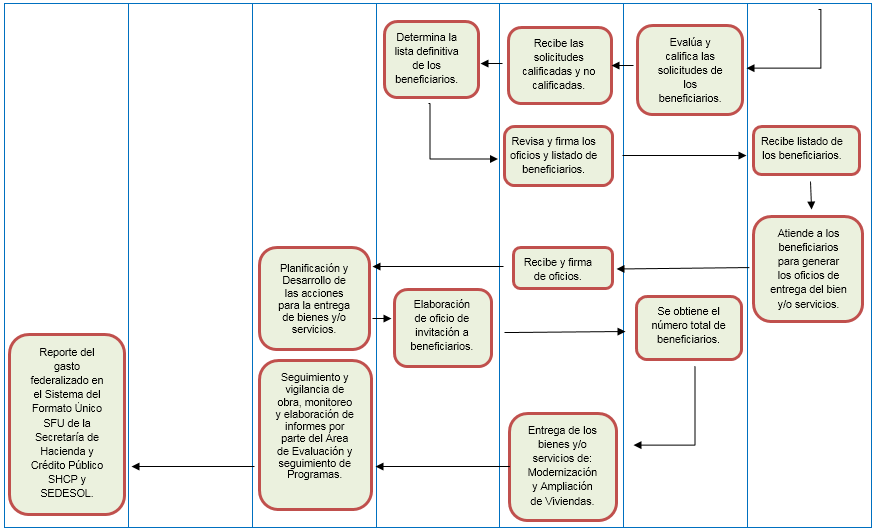 Determina la
lista definitiva
de los
beneficiarios.
Recibe las
solicitudes
calificadas y no
calificadas.
Evalúa y
califica las
solicitudes de
los
beneficiarios.
Revisa y firma los
oficios y listado de
beneficiarios.
Recibe listado de
los beneficiarios.
Atiende a los
beneficiarios
para generar
los oficios de
entrega del bien
y/o servicios.
Recibe y firma
de oficios.
Planificación y
Desarrollo de
las acciones
para la entrega
de bienes y/o
servicios.
Elaboración
de oficio de
invitación a
beneficiarios.
Se obtiene el
número total de
beneficiarios.
Entrega de los
bienes y/o
servicios de:
Modernización
y Ampliación
de Viviendas.
Seguimiento y
vigilancia de
obra, monitoreo
y elaboración de
informes por
parte del Área
de Evaluación y
seguimiento de
Programas.
Reporte del
gasto
federalizado en
el Sistema del
Formato Único
SFU de la
Secretaría de
Hacienda y
Crédito Público
SHCP y
SEDESOL.